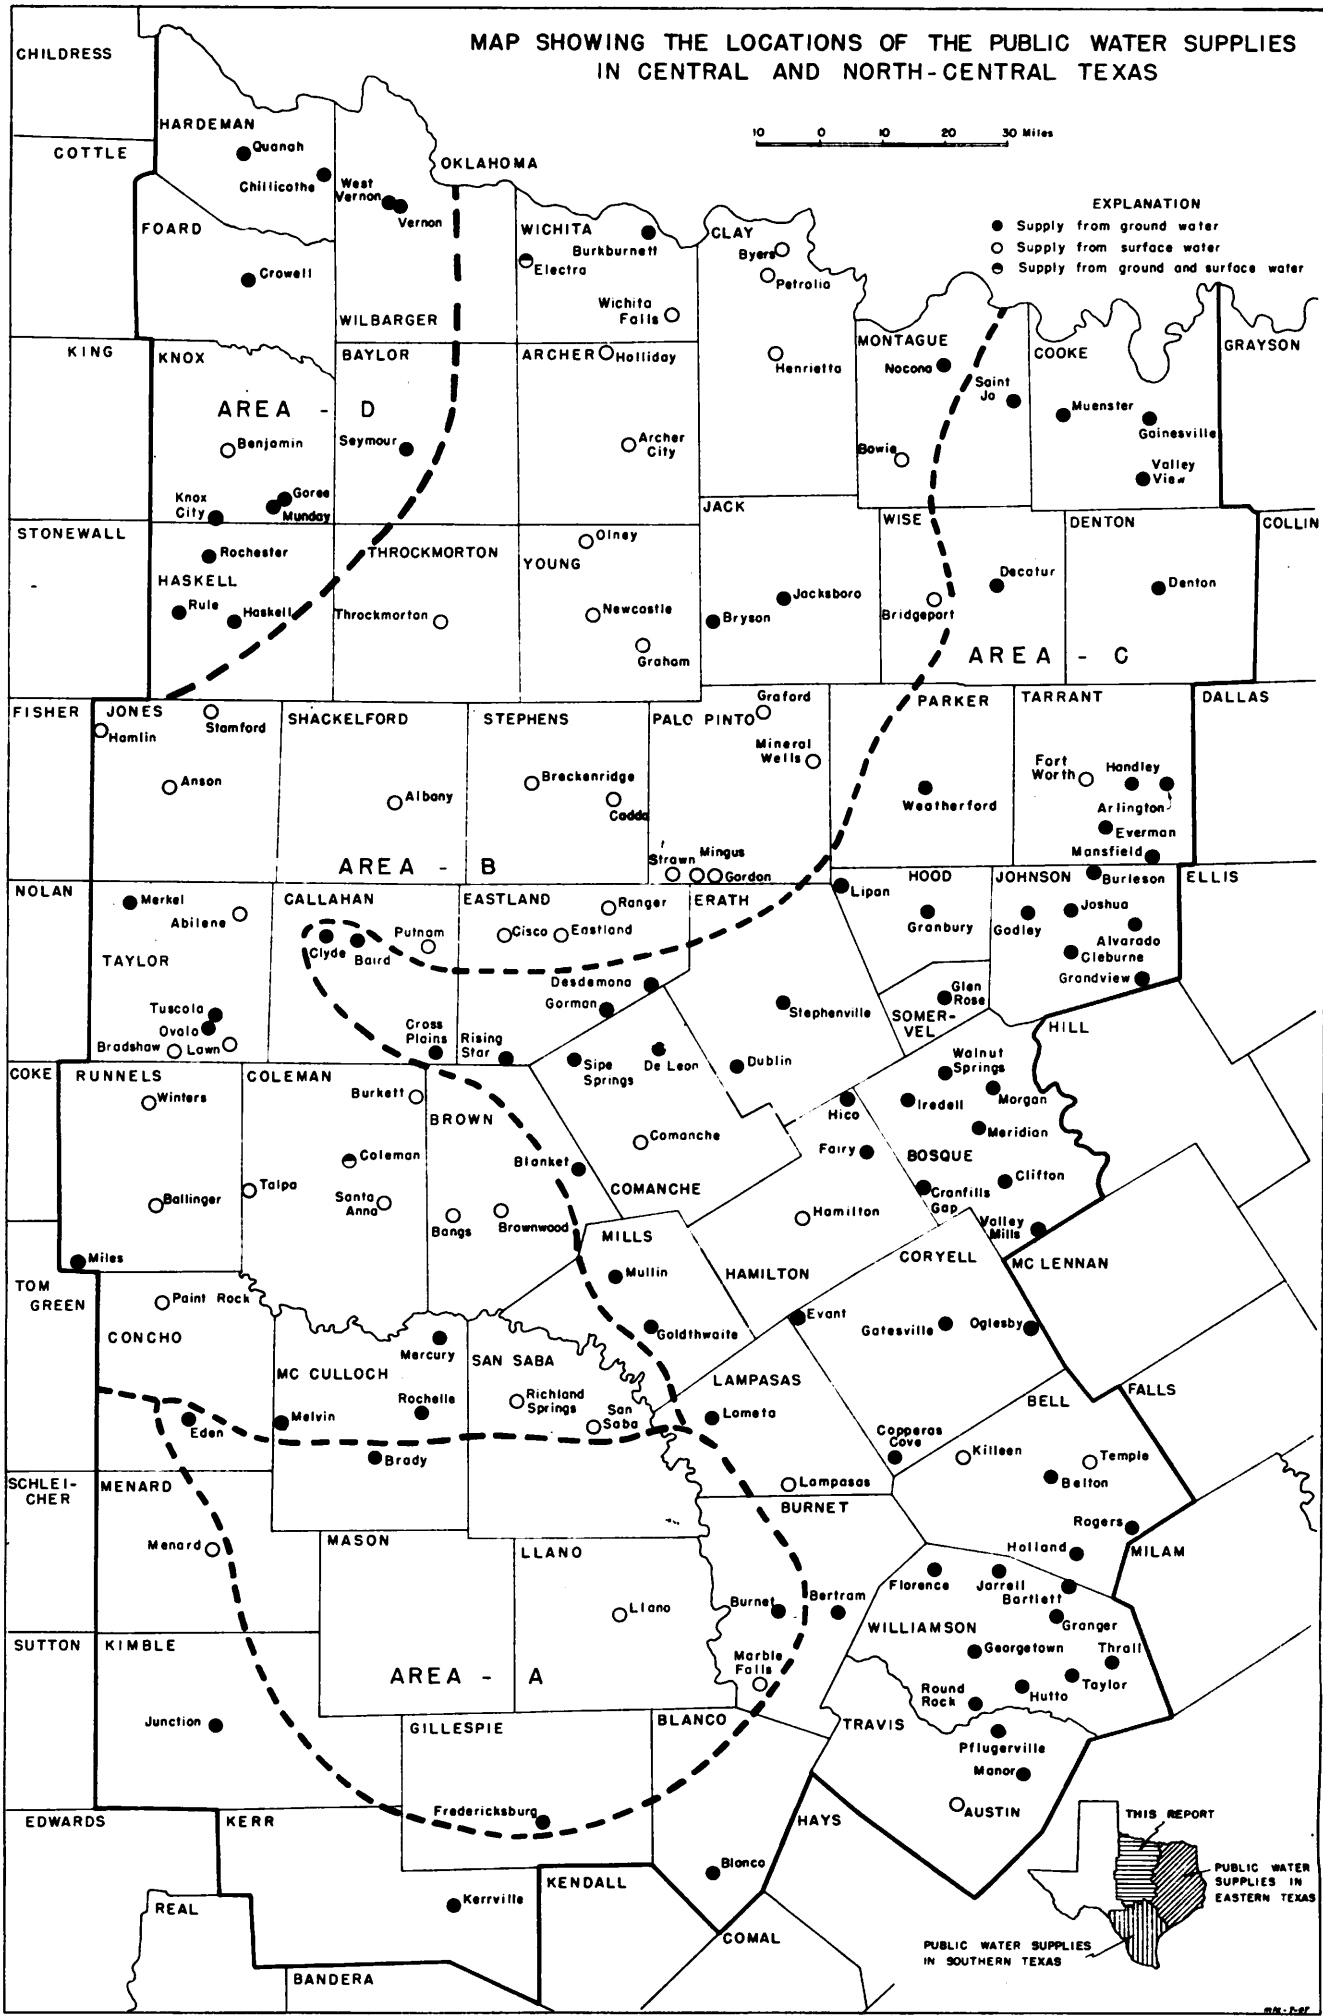 MAP SHOWING THE LOCATIONS OF THE PUBLIC WATER SUPPLIES
IN CENTRAL AND NORTH-CENTRAL TEXAS
10 0 10 20 30 Miles
EXPLANATION
Supply from ground water
Supply from surface water
Supply from ground and surface water
CHILDRESS
HARDEMAN
COTTLE
Quanah
Chillicothe
West
Vernon
Vernon
OKLAHOMA
FOARD
Crowell
WILBARGER
WICHITA
Burkburnett
Electra
Wichita
Falls
CLAY
Byers
Petrolia
Henrietta
KING
KNOX
BAYLOR
ARCHER
Holliday
MONTAGUE
Nocona
Saint
Jo
COOKE
GRAYSON
AREA - D
Benjamin
Seymour
Archer
City
Bowie
Muenster
Gainesville
Valley
View
Goree
Munday
Knox
City
STONEWALL
Rochester
HASKELL
Rule
Haskell
THROCKMORTON
Throckmorton
YOUNG
Olney
Newcastle
Graham
JACK
Jacksboro
Bryson
WISE
Decatur
Bridgeport
DENTON
Denton
COLLIN
AREA - C
FISHER
JONES
Hamlin
Stamford
Anson
SHACKELFORD
Albany
STEPHENS
Breckenridge
Caddo
PALO PINTO
Graford
Mineral
Wells
Strawn
Mingus
Gordon
PARKER
Weatherford
TARRANT
Fort
Worth
Handley
Arlington
Everman
Mansfield
DALLAS
AREA - B
NOLAN
Merkel
Abilene
TAYLOR
Tuscola
Ovalo
Bradshaw
Lawn
CALLAHAN
Clyde
Baird
Putnam
Cross
Plains
EASTLAND
Ranger
Cisco
Eastland
Desdemona
Gorman
Rising
Star
ERATH
Stephenville
Dublin
HOOD
Lipan
Granbury
JOHNSON
Burleson
Godley
Joshua
Alvarado
Cleburne
Grandview
ELLIS
SOMER-
VEL
Glen
Rose
HILL
COKE
RUNNELS
Winters
Ballinger
Miles
COLEMAN
Burkett
Coleman
Talpa
Santa
Anna
BROWN
Blanket
Bangs
Brownwood
Sipe
Springs
De Leon
Comanche
COMANCHE
Hico
Fairy
Hamilton
HAMILTON
Walnut
Springs
Iredell
Morgan
Meridian
BOSQUE
Clifton
Cranfills
Gap
Valley
Mills
MC LENNAN
TOM
GREEN
Paint Rock
CONCHO
Eden
MC CULLOCH
Mercury
Rochelle
Melvin
Brady
SAN SABA
Richland
Springs
San
Saba
MILLS
Mullin
Goldthwaite
Evant
CORYELL
Gatesville
Oglesby
LAMPASAS
Lometa
Lampasas
Copperas
Cove
BELL
Killeen
Temple
Belton
Rogers
Holland
FALLS
MILAM
SCHLEI-
CHER
MENARD
Menard
MASON
LLANO
Llano
BURNET
Burnet
Bertram
Marble
Falls
Florence
Jarrell
Bartlett
Granger
WILLIAMSON
Georgetown
Thrall
Taylor
Hutto
Round
Rock
SUTTON
KIMBLE
Junction
AREA - A
GILLESPIE
Fredericksburg
BLANCO
Blanco
TRAVIS
Pflugerville
Manor
AUSTIN
HAYS
EDWARDS
KERR
Kerrville
KENDALL
COMAL
REAL
BANDERA
THIS REPORT
PUBLIC WATER
SUPPLIES IN
EASTERN TEXAS
PUBLIC WATER SUPPLIES
IN SOUTHERN TEXAS